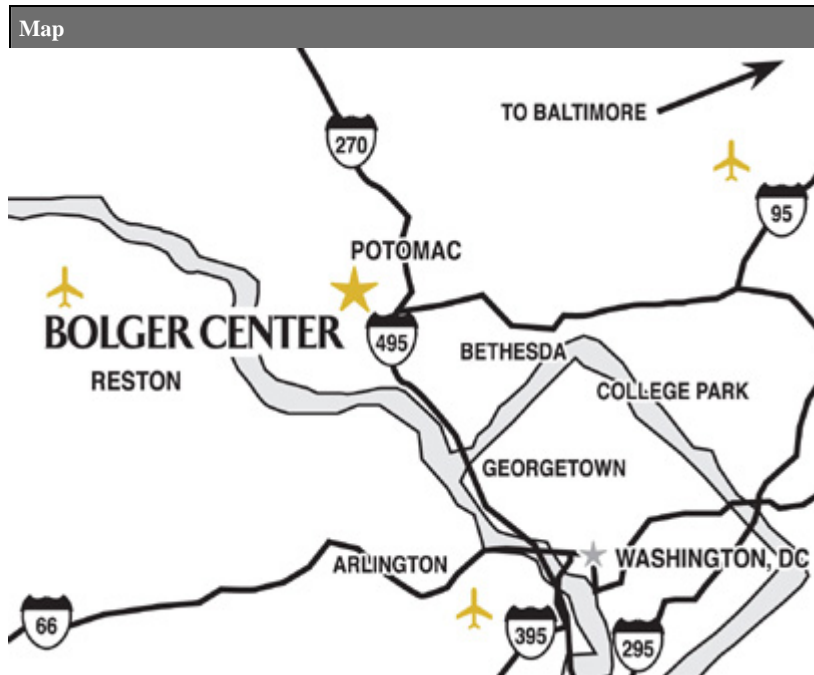 Map
TO BALTIMORE
270
95
POTOMAC
BOLGER CENTER
495
BETHESDA
RESTON
COLLEGE PARK
GEORGETOWN
ARLINGTON
WASHINGTON, DC
66
395
295